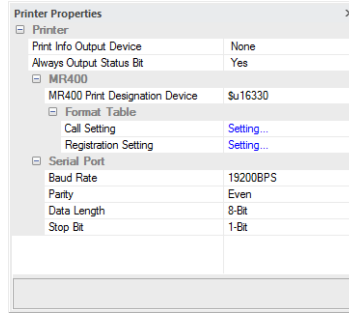 Printer Properties
Printer
Print Info Output Device None
Always Output Status Bit Yes
MR400
MR400 Print Designation Device $u16330
Format Table
Call Setting Setting...
Registration Setting Setting...
Serial Port
Baud Rate 19200BPS
Parity Even
Data Length 8-Bit
Stop Bit 1-Bit